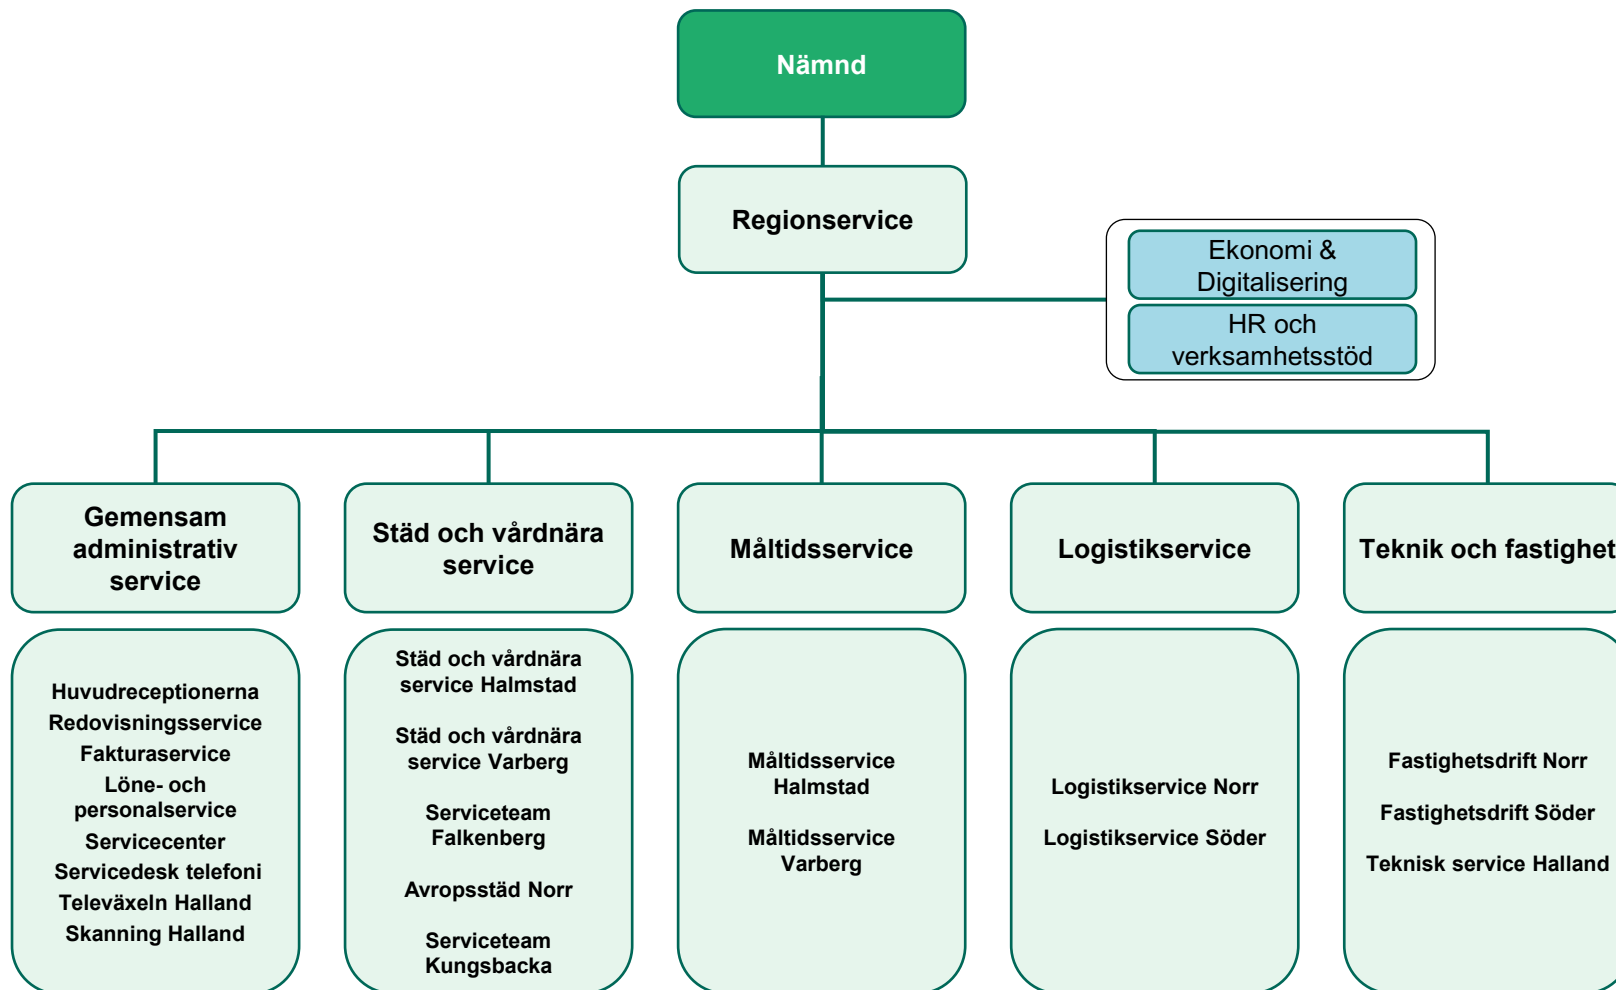 Nämnd
Regionservice
Ekonomi &
Digitalisering
HR och
verksamhetsstöd
Gemensam
administrativ
service
Städ och vårdnära
service
Måltidsservice
Logistikservice
Teknik och fastighet
Huvudreceptionerna
Redovisningsservice
Fakturaservice
Löne- och
personalservice
Servicecenter
Servicedesk telefoni
Televäxeln Halland
Skanning Halland
Städ och vårdnära
service Halmstad
Städ och vårdnära
service Varberg
Serviceteam
Falkenberg
Avropsstäd Norr
Serviceteam
Kungsbacka
Måltidsservice
Halmstad
Måltidsservice
Varberg
Logistikservice Norr
Logistikservice Söder
Fastighetsdrift Norr
Fastighetsdrift Söder
Teknisk service Halland